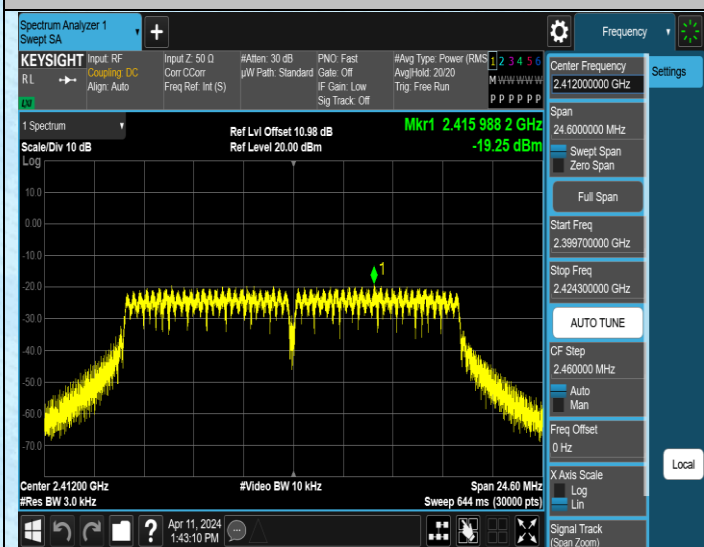 Spectrum Analyzer 1
Swept SA
Frequency
KEYSIGHT
RL
LXI
Input: RF
Coupling: DC
Align: Auto
Input Z: 50 Ω
Corr CCorr
Freq Ref: Int (S)
#Atten: 30 dB
µW Path: Standard
PNO: Fast
Gate: Off
IF Gain: Low
Sig Track: Off
#Avg Type: Power (RMS
Avg|Hold: 20/20
Trig: Free Run
1 2 3 4 5 6
M W W W W W
P P P P P P
Center Frequency
2.412000000 GHz
Settings
Span
24.6000000 MHz
Swept Span
Zero Span
Full Span
Start Freq
2.399700000 GHz
Stop Freq
2.424300000 GHz
AUTO TUNE
CF Step
2.460000 MHz
Auto
Man
Freq Offset
0 Hz
X Axis Scale
Log
Lin
Local
Signal Track
(Span Zoom)
1 Spectrum
Scale/Div 10 dB
Log
Ref Lvl Offset 10.98 dB
Ref Level 20.00 dBm
Mkr1 2.415 988 2 GHz
-19.25 dBm
10.0
0.00
-10.0
-20.0
-30.0
-40.0
-50.0
-60.0
-70.0
1
Center 2.41200 GHz
#Res BW 3.0 kHz
#Video BW 10 kHz
Span 24.60 MHz
Sweep 644 ms (30000 pts)
?
Apr 11, 2024
1:43:10 PM